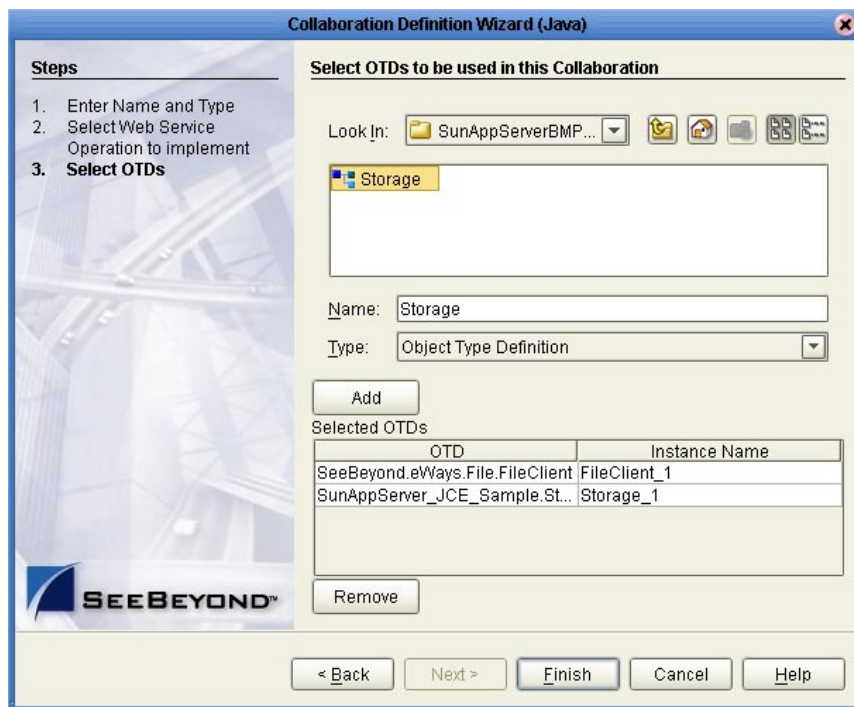 Collaboration Definition Wizard (Java)
Steps
1. Enter Name and Type
2. Select Web Service
Operation to implement
3. Select OTDs
SEEBEYOND™
Select OTDs to be used in this Collaboration
Look In: SunAppServerBMP...
Storage
Name: Storage
Type: Object Type Definition
Add
Selected OTDs
OTD Instance Name
SeeBeyond.eWays.File.FileClient FileClient_1
SunAppServer_JCE_Sample.St... Storage_1
Remove
< Back Next > Finish Cancel Help